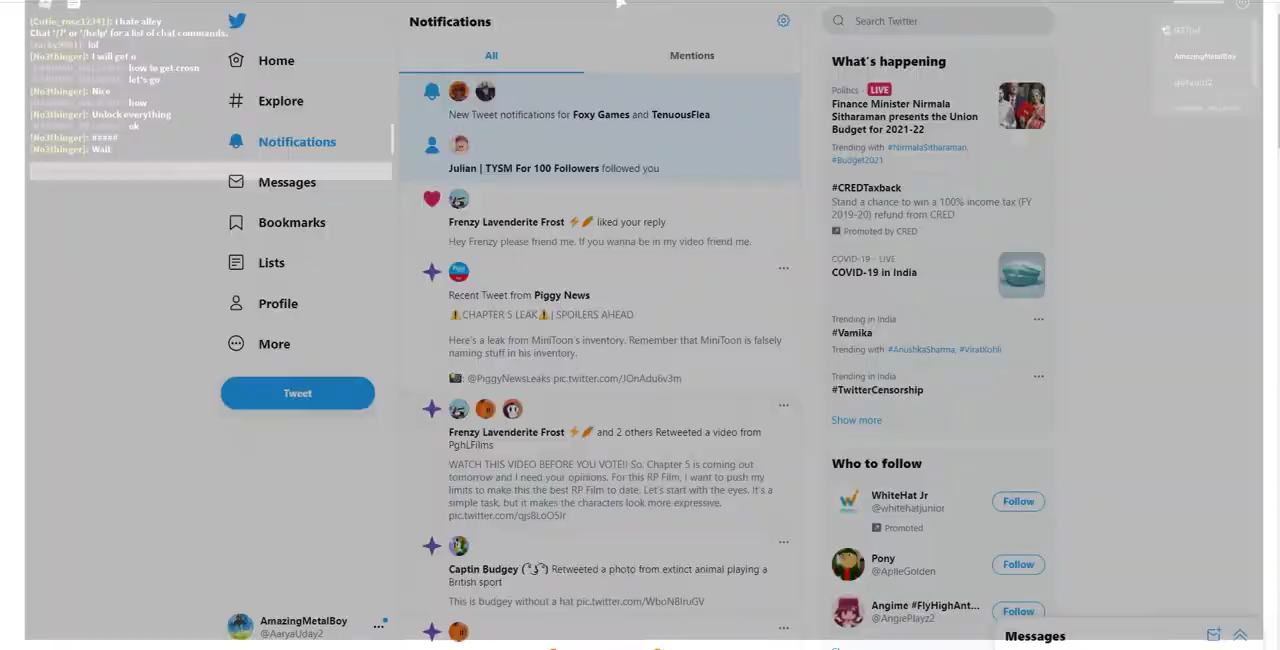 [Cutie_rose12341]: I hate alley
Chat '/?' or '/help' for a list of chat commands.
lol
[No3thinger]: I will get o
how to get crosn
let's go
[No3thinger]: Nice
how
[No3thinger]: Unlock everything
ok
[No3thinger]: #####
[No3thinger]: Wait
Home
Explore
Notifications
Messages
Bookmarks
Lists
Profile
More
Tweet
AmazingMetalBoy
@AaryaUday2
Notifications
All
Mentions
New Tweet notifications for Foxy Games and TenuousFlea
Julian | TYSM For 100 Followers followed you
Frenzy Lavenderite Frost ⚡ liked your reply
Hey Frenzy please friend me. If you wanna be in my video friend me.
Recent Tweet from Piggy News
⚠️CHAPTER 5 LEAK⚠️| SPOILERS AHEAD
Here's a leak from MiniToon's inventory. Remember that MiniToon is falsely
naming stuff in his inventory.
📸: @PiggyNewsLeaks pic.twitter.com/JOnAdu6v3m
Frenzy Lavenderite Frost ⚡ and 2 others Retweeted a video from
PghLFilms
WATCH THIS VIDEO BEFORE YOU VOTE!! So. Chapter 5 is coming out
tomorrow and I need your opinions. For this RP Film, I want to push my
limits to make this the best RP Film to date. Let's start with the eyes. It's a
simple task, but it makes the characters look more expressive.
pic.twitter.com/qjs8LoO5Ir
Captin Budgey ( ͡° ͜ʖ ͡°) Retweeted a photo from extinct animal playing a
British sport
This is budgey without a hat pic.twitter.com/WboN8IruGV
Search Twitter
What's happening
Politics · LIVE
Finance Minister Nirmala
Sitharaman presents the Union
Budget for 2021-22
Trending with #NirmalaSitharaman,
#Budget2021
#CREDTaxback
Stand a chance to win a 100% income tax (FY
2019-20) refund from CRED
Promoted by CRED
COVID-19 · LIVE
COVID-19 in India
Trending in India
#Vamika
Trending with #AnushkaSharma, #ViratKohli
Trending in India
#TwitterCensorship
Show more
Who to follow
WhiteHat Jr
@whitehatjunior
Promoted
Follow
Pony
@AplleGolden
Follow
Angime #FlyHighAnt...
@AngiePlayz2
Follow
Messages
AmazingMetalBoy